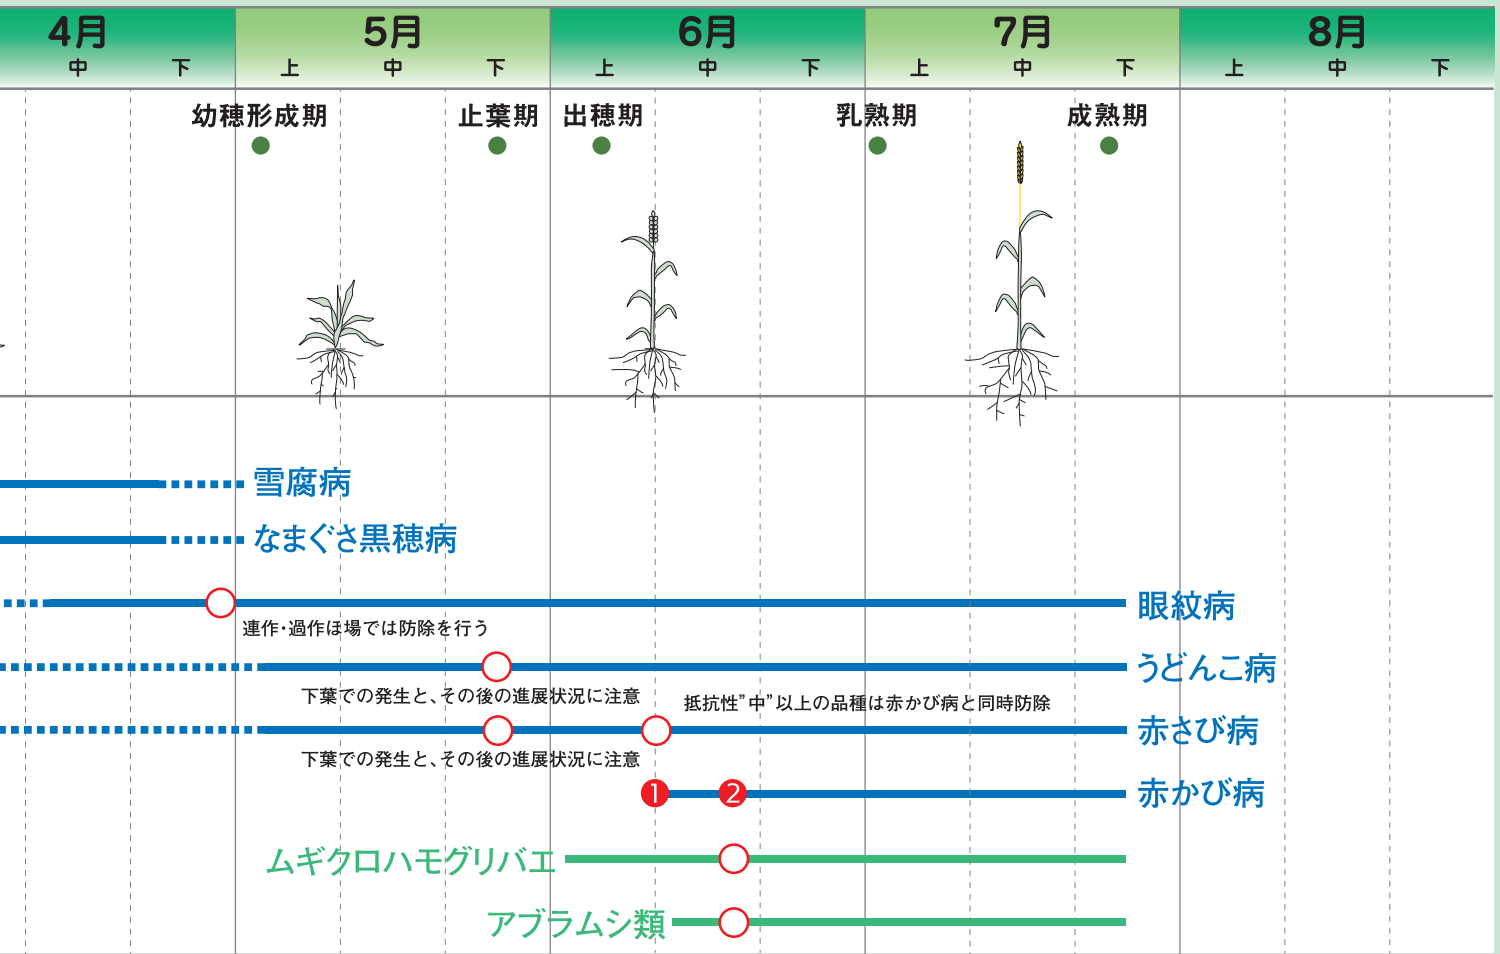 4月 5月 6月 7月 8月
中 下 上 中 下 上 中 下 上 中 下 上 中 下
幼穂形成期 止葉期 出穂期 乳熟期 成熟期
雪腐病
なまぐさ黒穂病
眼紋病
連作・過作ほ場では防除を行う
うどんこ病
下葉での発生と、その後の進展状況に注意
抵抗性”中”以上の品種は赤かび病と同時防除
赤さび病
下葉での発生と、その後の進展状況に注意
1 2 赤かび病
ムギクロハモグリバエ
アブラムシ類